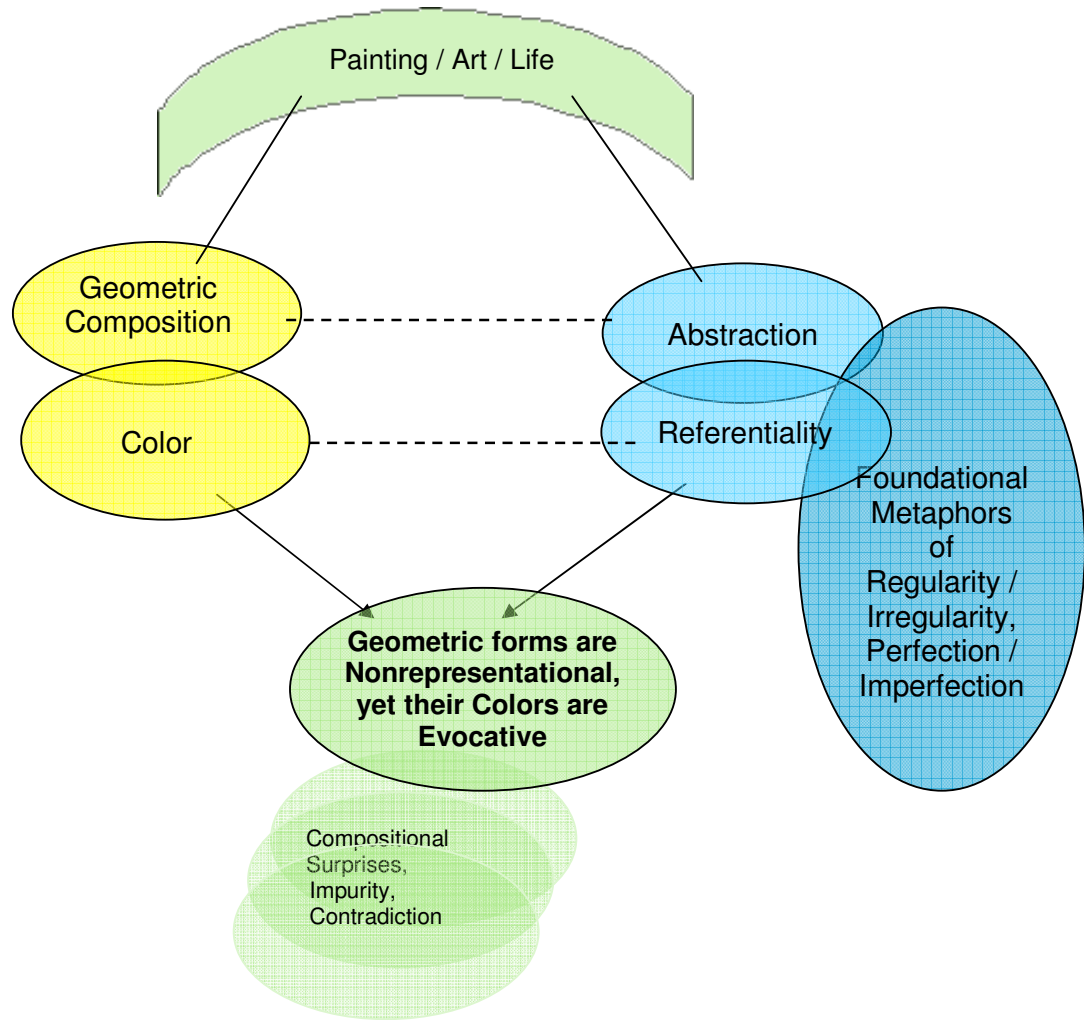 Painting / Art / Life
Geometric
Composition
Abstraction
Color
Referentiality
Foundational
Metaphors
of
Regularity /
Irregularity,
Perfection /
Imperfection
Geometric forms are
Nonrepresentational,
yet their Colors are
Evocative
Compositional
Surprises,
Impurity,
Contradiction